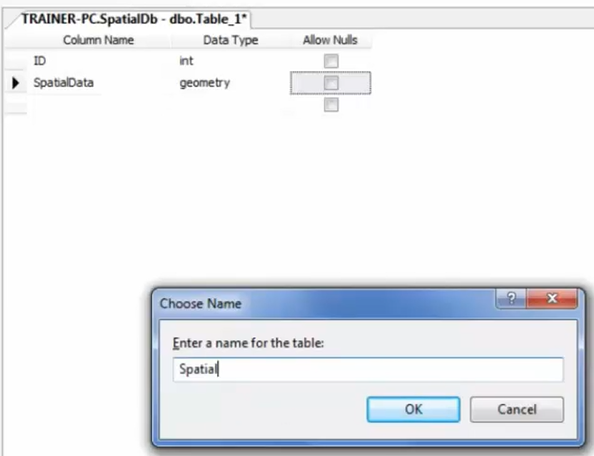 TRAINER-PC.SpatialDb - dbo.Table_1*
Column Name Data Type Allow Nulls
ID int
SpatialData geometry
Choose Name
Enter a name for the table:
Spatial
OK Cancel